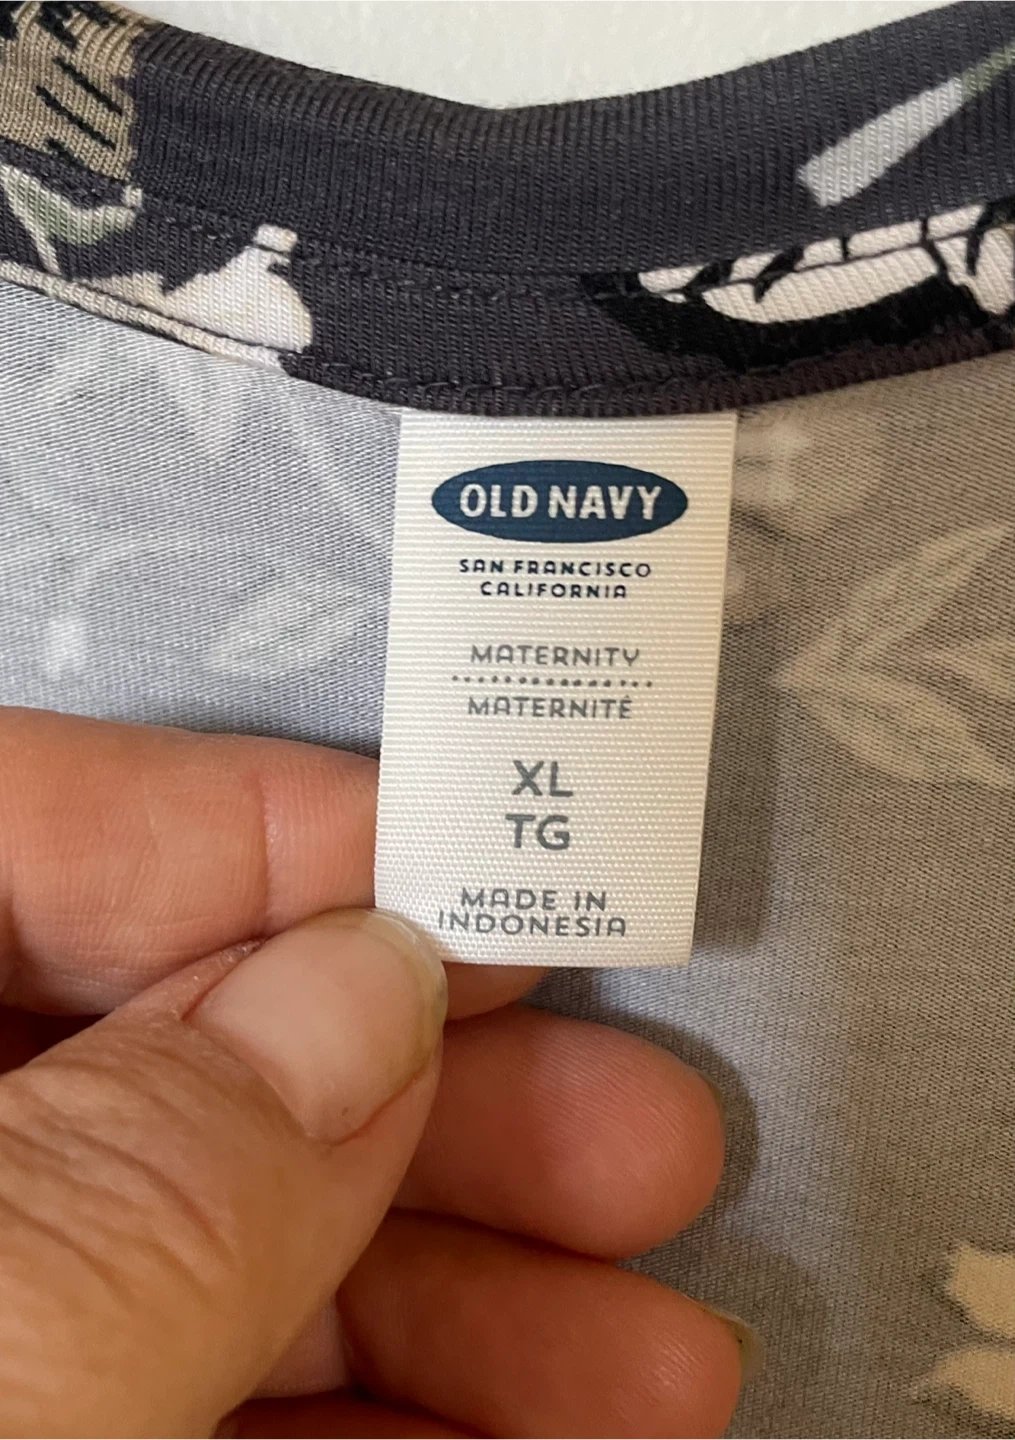 OLD NAVY
SAN FRANCISCO
CALIFORNIA
MATERNITY
MATERNITÉ
XL
TG
MADE IN
INDONESIA